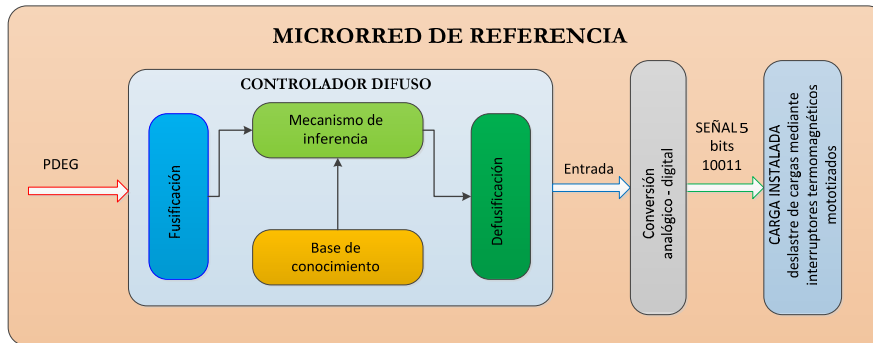 MICRORRED DE REFERENCIA
CONTROLADOR DIFUSO
PDEG
Fusificación
Mecanismo de
inferencia
Base de
conocimiento
Defusificación
Entrada
Conversión
analógico - digital
SEÑAL 5
bits
10011
CARGA INSTALADA
deslastre de cargas mediante
interruptores termomagnéticos
mototizados